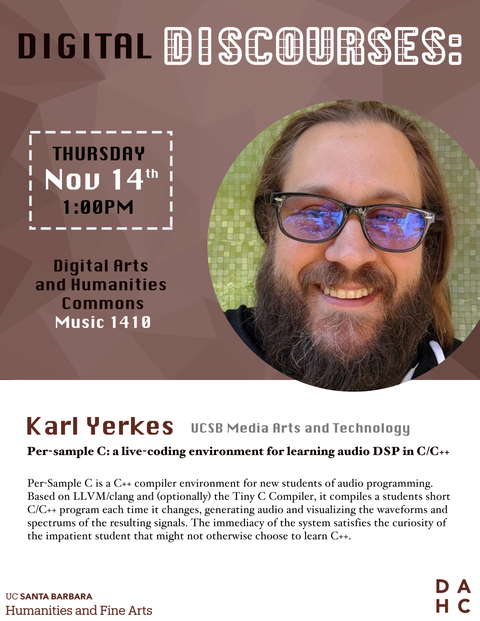 DIGITAL DISCOURSES:
THURSDAY
Nov 14th
1:00PM
Digital Arts
and Humanities
Commons
Music 1410
Karl Yerkes UCSB Media Arts and Technology
Per-sample C: a live-coding environment for learning audio DSP in C/C++
Per-Sample C is a C++ compiler environment for new students of audio programming.
Based on LLVM/clang and (optionally) the Tiny C Compiler, it compiles a students short
C/C++ program each time it changes, generating audio and visualizing the waveforms and
spectrums of the resulting signals. The immediacy of the system satisfies the curiosity of
the impatient student that might not otherwise choose to learn C++.
UC SANTA BARBARA
Humanities and Fine Arts
D A
H C